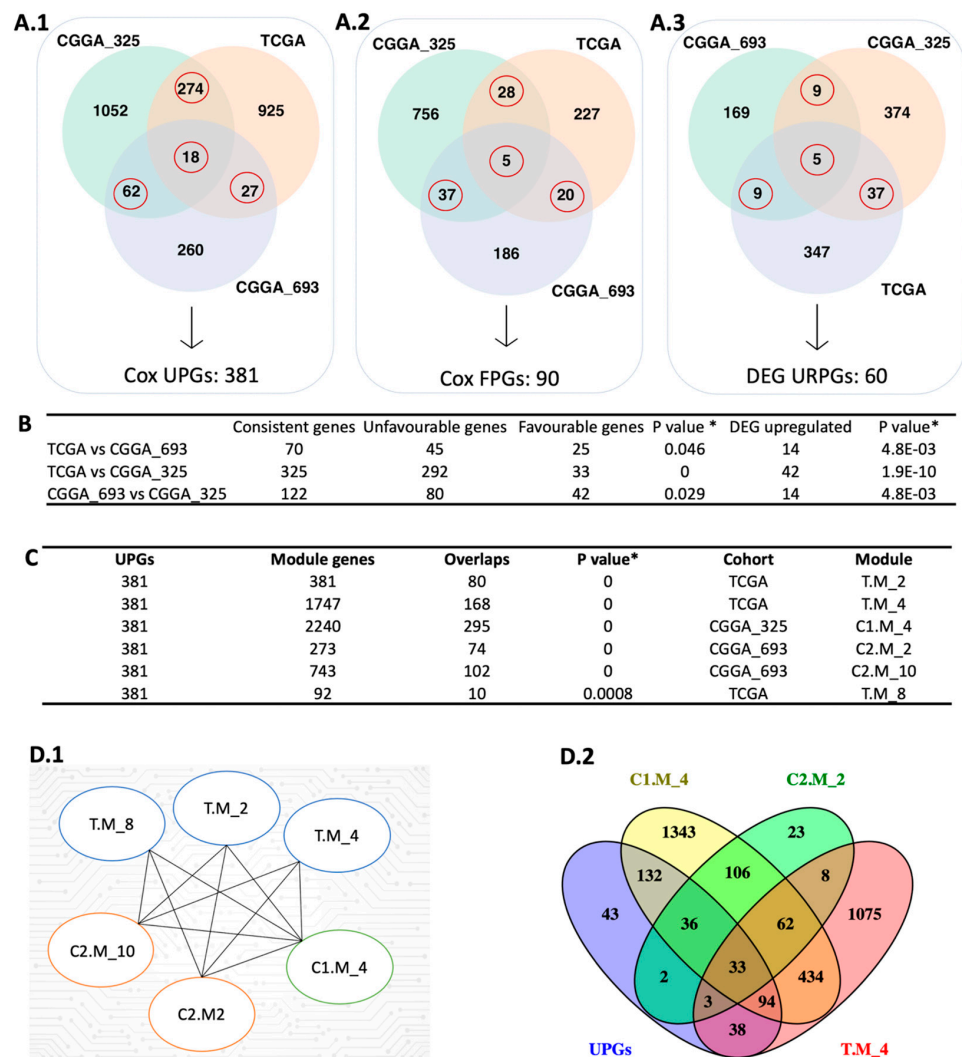 A.1
CGGA_325
TCGA
274
1052
925
18
62
27
260
CGGA_693
Cox UPGs: 381
A.2
CGGA_325
TCGA
28
756
227
5
37
20
186
CGGA_693
Cox FPGs: 90
A.3
CGGA_693
CGGA_325
9
169
374
5
9
37
347
TCGA
DEG URPGs: 60
B
Consistent genes Unfavourable genes Favourable genes P value * DEG upregulated P value*
TCGA vs CGGA_693 70 45 25 0.046 14 4.8E-03
TCGA vs CGGA_325 325 292 33 0 42 1.9E-10
CGGA_693 vs CGGA_325 122 80 42 0.029 14 4.8E-03
C
UPGs Module genes Overlaps P value* Cohort Module
381 381 80 0 TCGA T.M_2
381 1747 168 0 TCGA T.M_4
381 2240 295 0 CGGA_325 C1.M_4
381 273 74 0 CGGA_693 C2.M_2
381 743 102 0 CGGA_693 C2.M_10
381 92 10 0.0008 TCGA T.M_8
D.1
T.M_8
T.M_2
T.M_4
C2.M_10
C1.M_4
C2.M2
D.2
C1.M_4
C2.M_2
1343
23
132
106
8
43
36
62
1075
33
2
434
3
94
38
UPGs
T.M_4